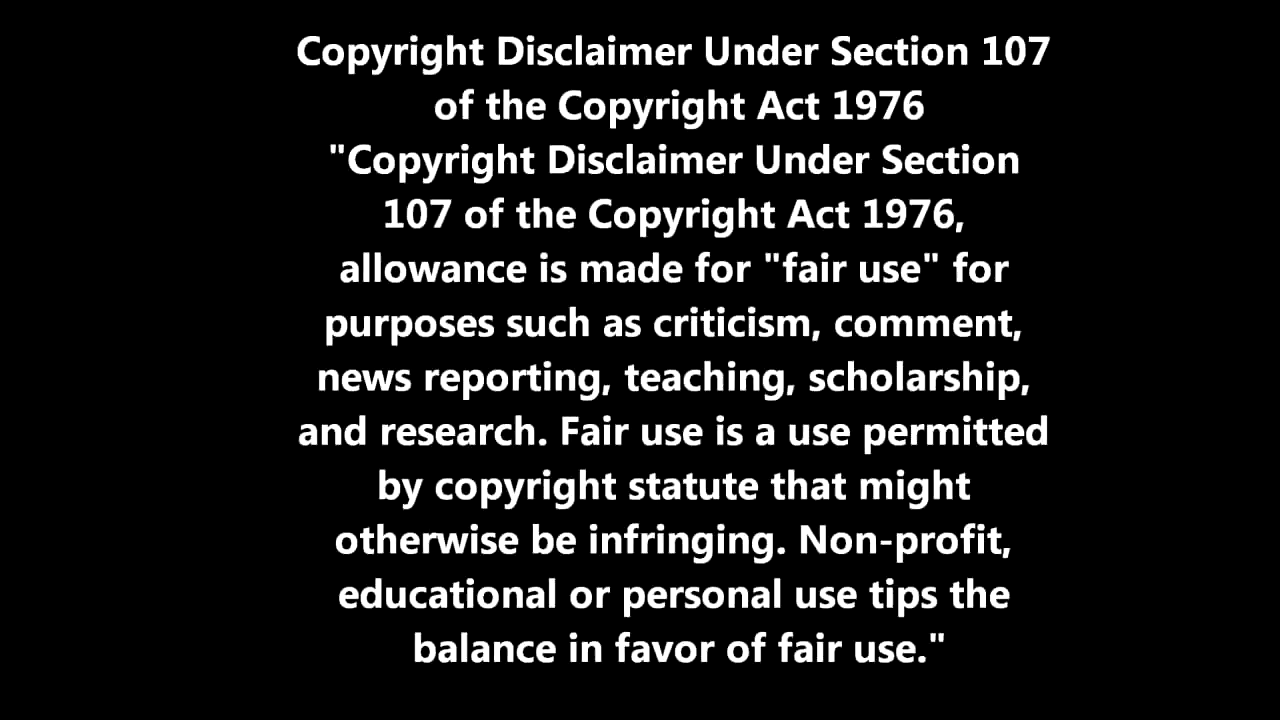 Copyright Disclaimer Under Section 107
of the Copyright Act 1976
"Copyright Disclaimer Under Section
107 of the Copyright Act 1976,
allowance is made for "fair use" for
purposes such as criticism, comment,
news reporting, teaching, scholarship,
and research. Fair use is a use permitted
by copyright statute that might
otherwise be infringing. Non-profit,
educational or personal use tips the
balance in favor of fair use."